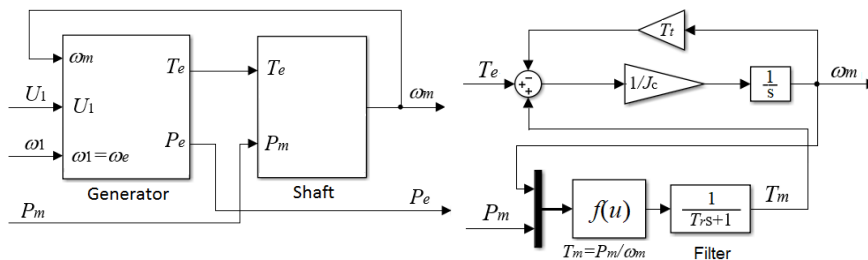 ωm
U1
U1
ω1
ω1=ωe
Te
Pe
Generator
Te
Pm
Shaft
ωm
Pm
Pe
Tt
Te
−
+
+
1/Jc
1
s
ωm
Pm
f(u)
Tm=Pm/ωm
1
Trs+1
Filter
Tm